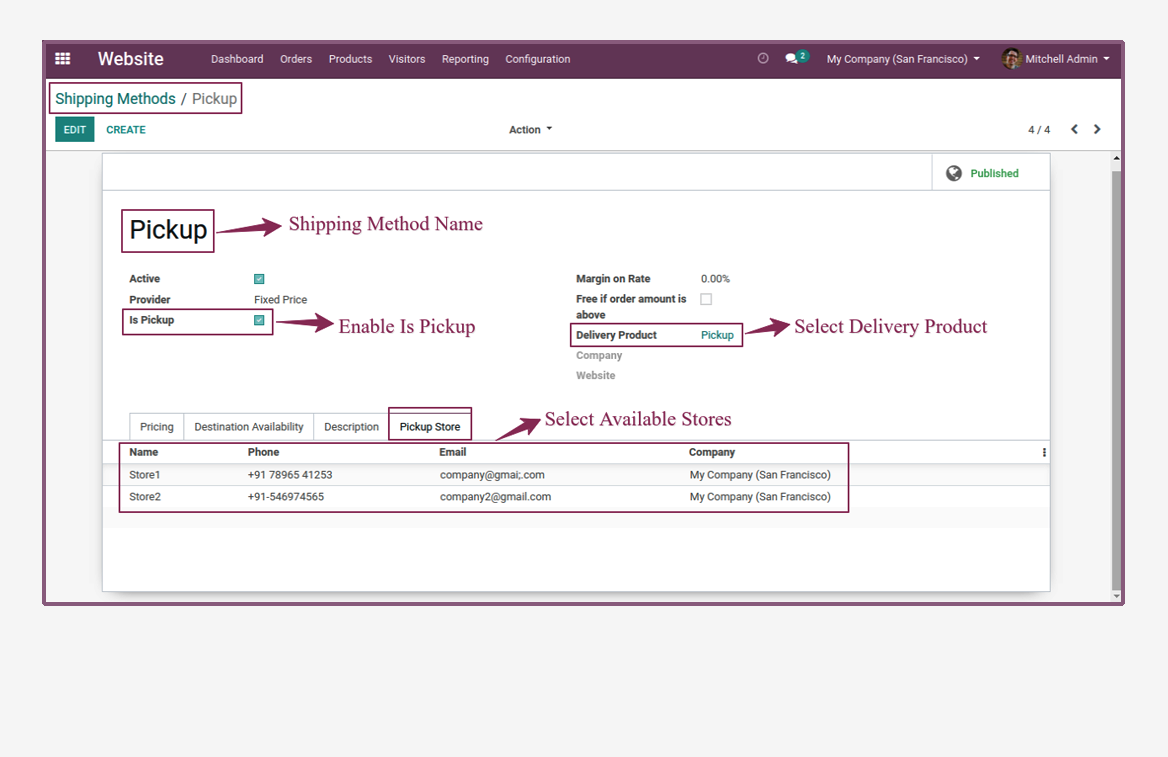 Website Dashboard Orders Products Visitors Reporting Configuration 2 My Company (San Francisco) Mitchell Admin
Shipping Methods / Pickup
EDIT CREATE Action 4 / 4
Published
Pickup Shipping Method Name
Active Margin on Rate 0.00%
Provider Fixed Price Free if order amount is
above
Is Pickup Enable Is Pickup
Delivery Product Pickup Select Delivery Product
Company
Website
Select Available Stores
Pricing Destination Availability Description Pickup Store
Name Phone Email Company
Store1 +91 78965 41253 company@gmai;.com My Company (San Francisco)
Store2 +91-546974565 company2@gmail.com My Company (San Francisco)